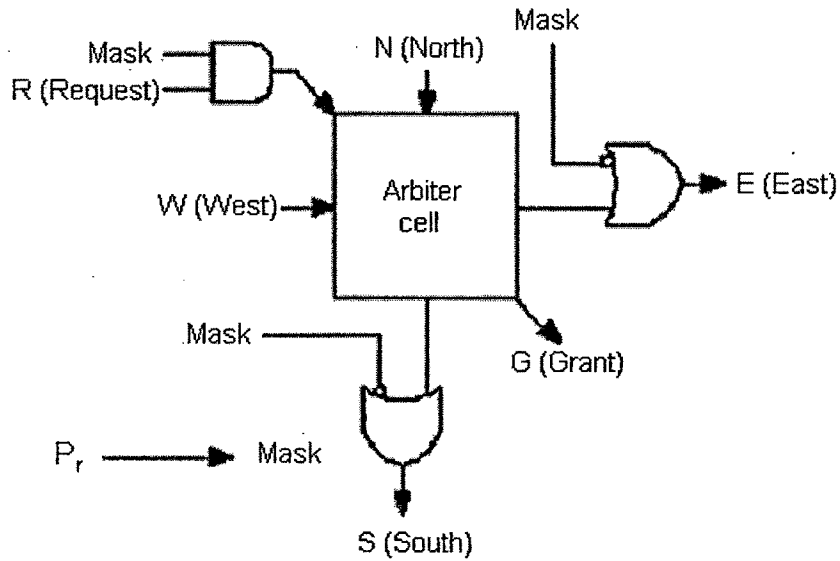 Mask
Mask
N (North)
R (Request)
E (East)
W (West)
Arbiter
cell
Mask
G (Grant)
Pr
Mask
S (South)